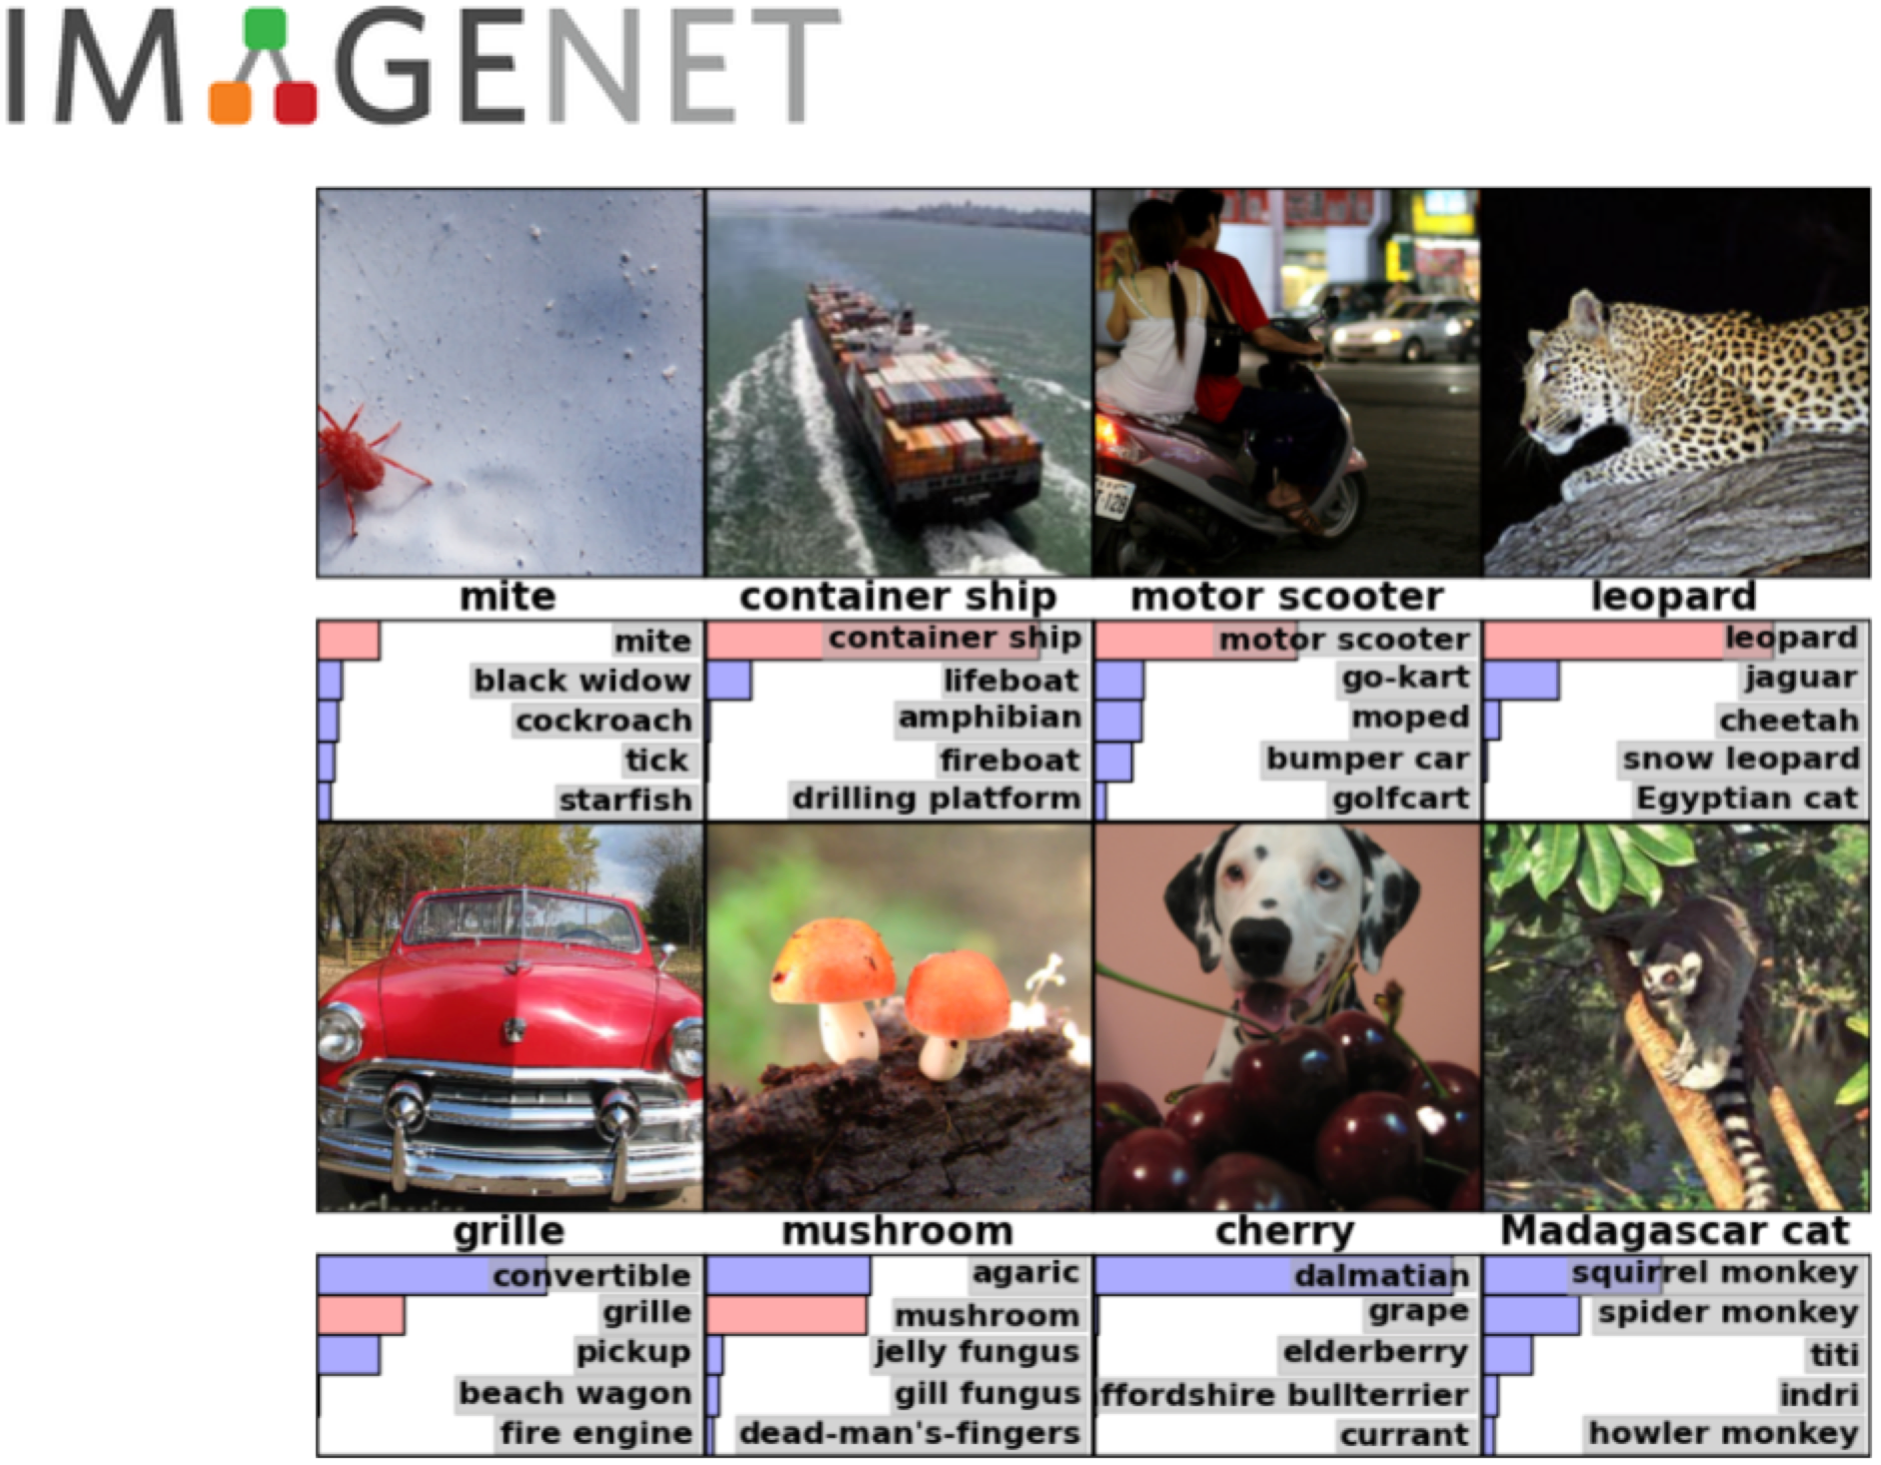 IMAGENET
mite container ship motor scooter leopard
mite
black widow
cockroach
tick
starfish
container ship
lifeboat
amphibian
fireboat
drilling platform
motor scooter
go-kart
moped
bumper car
golfcart
leopard
jaguar
cheetah
snow leopard
Egyptian cat
grille mushroom cherry Madagascar cat
convertible
grille
pickup
beach wagon
fire engine
agaric
mushroom
jelly fungus
gill fungus
dead-man's-fingers
dalmatian
grape
elderberry
ffordshire bullterrier
currant
squirrel monkey
spider monkey
titi
indri
howler monkey